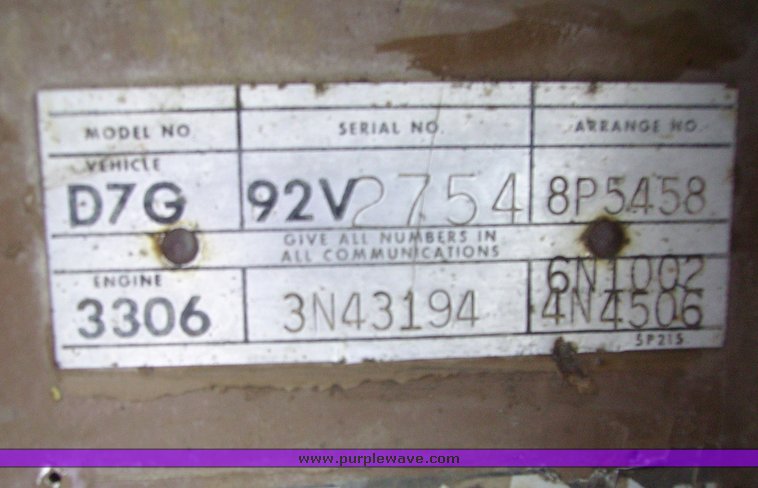 MODEL NO. SERIAL NO. ARRANGE NO.
VEHICLE
D7G 92V2754 8P5458
GIVE ALL NUMBERS IN
ALL COMMUNICATIONS
ENGINE 6N1002
3306 3N43194 4N4506
5P215
www.purplewave.com